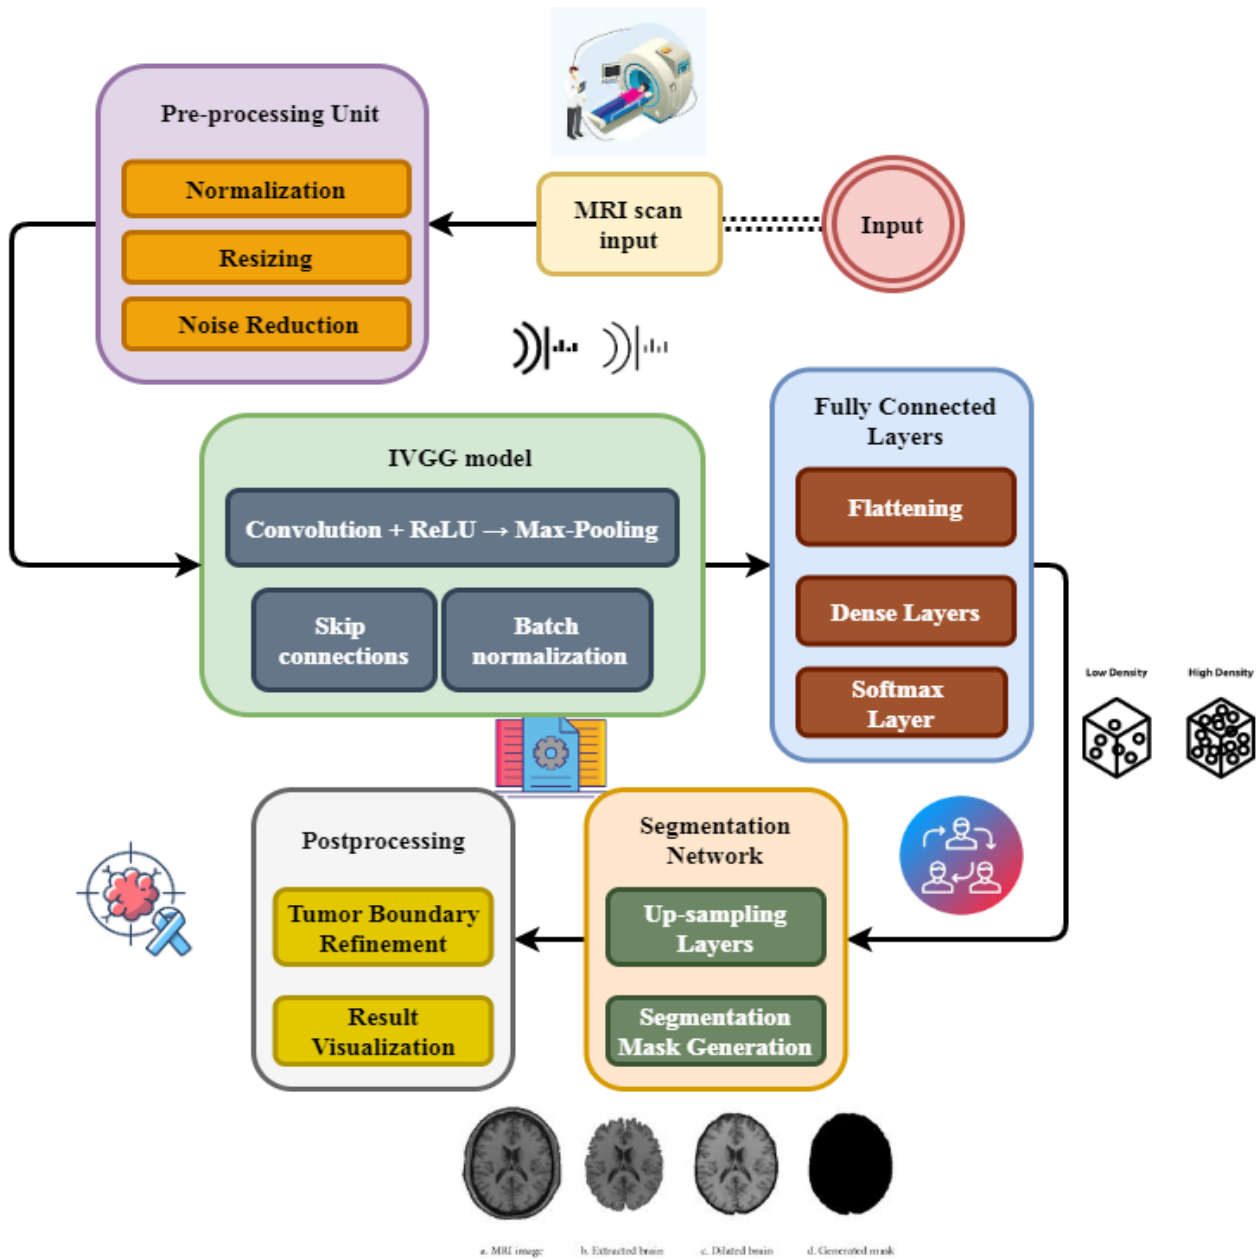 Pre-processing Unit
Normalization
Resizing
Noise Reduction
MRI scan
input
Input
IVGG model
Convolution + ReLU → Max-Pooling
Skip
connections
Batch
normalization
Fully Connected
Layers
Flattening
Dense Layers
Softmax
Layer
Low Density
High Density
Segmentation
Network
Up-sampling
Layers
Segmentation
Mask Generation
Postprocessing
Tumor Boundary
Refinement
Result
Visualization
a. MRI image
b. Extracted brain
c. Dilated brain
d. Generated mask